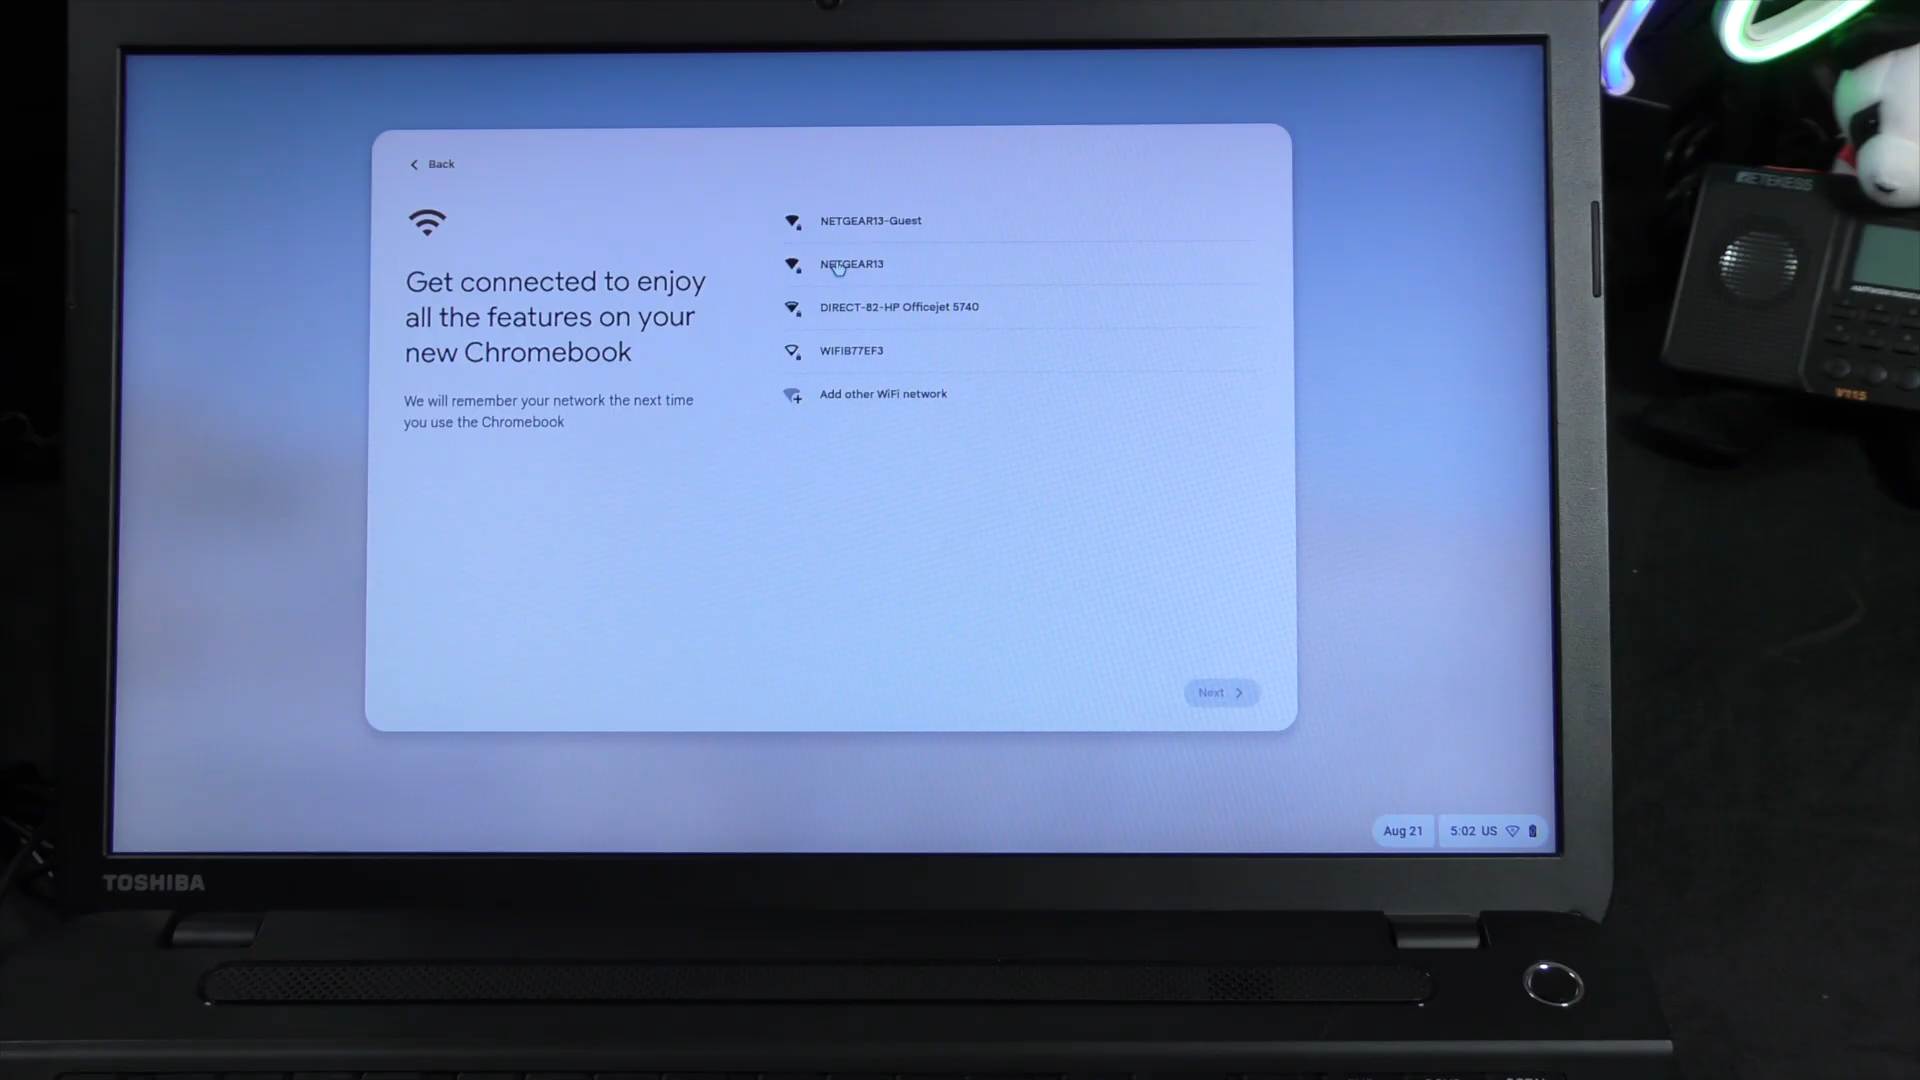 Back
Get connected to enjoy
all the features on your
new Chromebook
We will remember your network the next time
you use the Chromebook
NETGEAR13-Guest
NETGEAR13
DIRECT-82-HP Officejet 5740
WIFIB77EF3
Add other WiFi network
Next
Aug 21
5:02 US
TOSHIBA
RETEKESS
V115